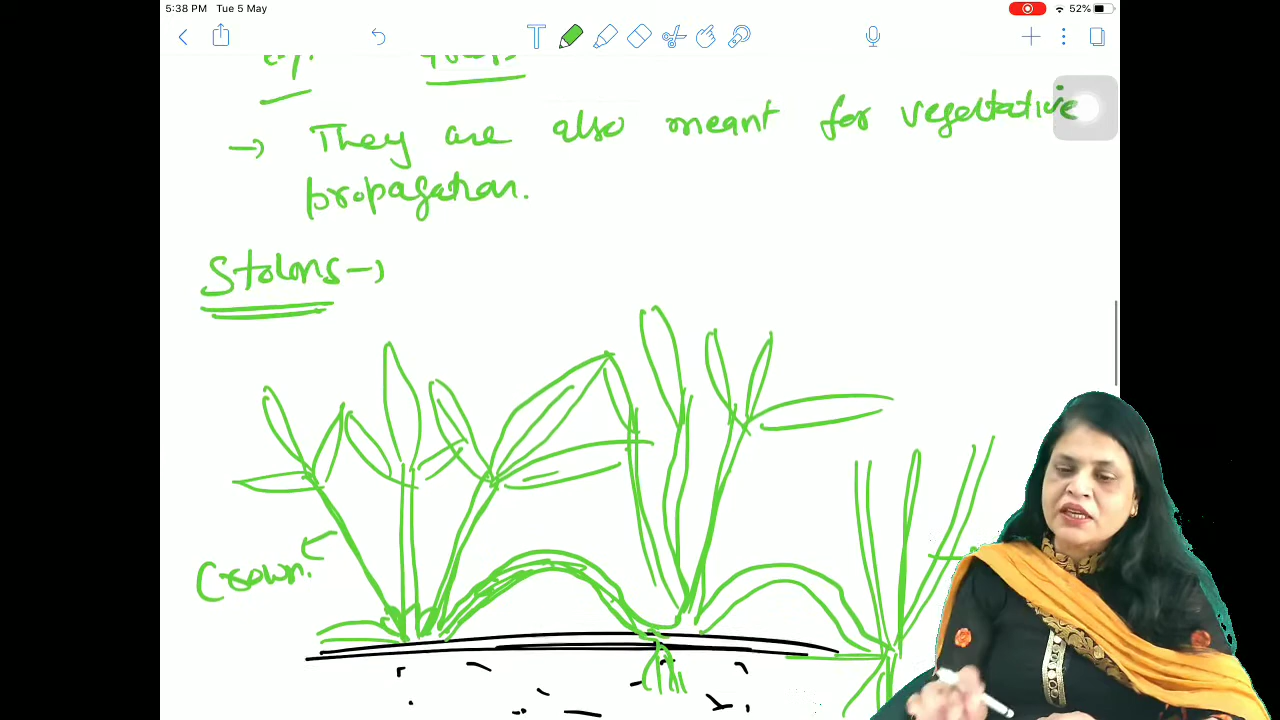 5:38 PM Tue 5 May
52%
T
→ They are also meant for vegetative
propagation.
Stolons →
Crown.